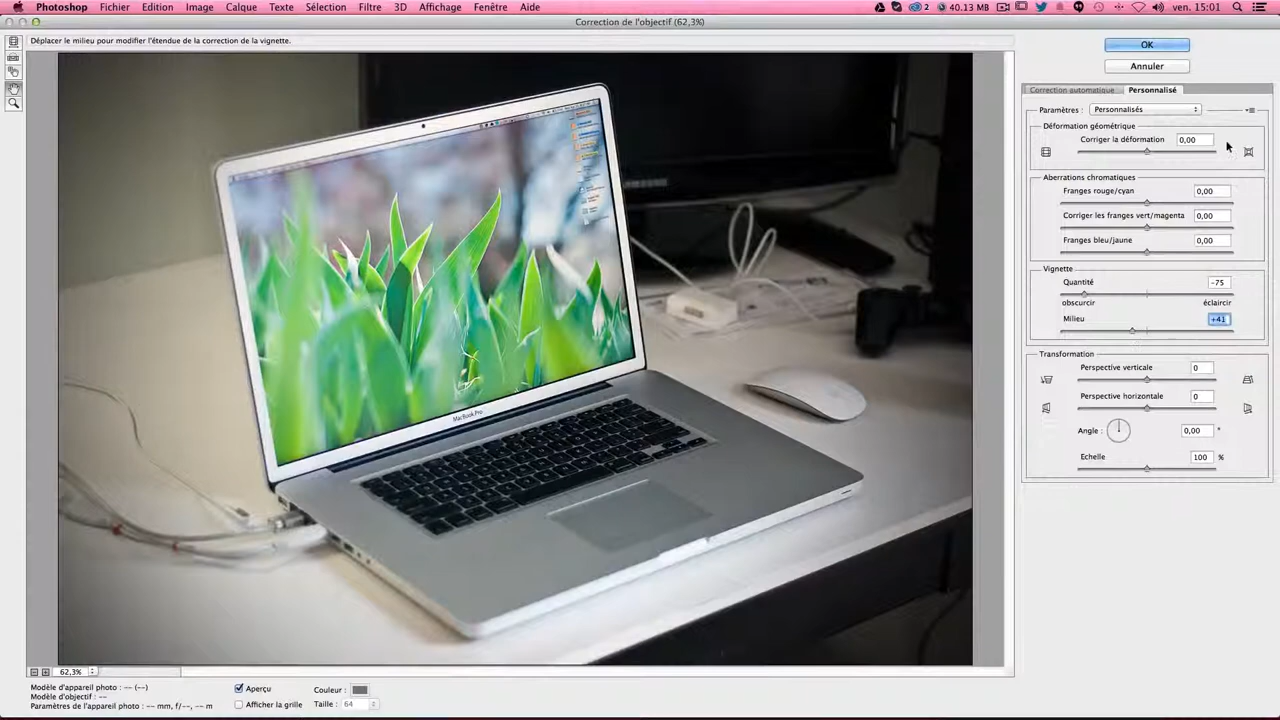 Photoshop Fichier Edition Image Calque Texte Sélection Filtre 3D Affichage Fenêtre Aide 2 40.13 MB ven. 15:01
Correction de l'objectif (62,3%)
Déplacer le milieu pour modifier l'étendue de la correction de la vignette.
OK
Annuler
Correction automatique Personnalisé
Paramètres : Personnalisés
Déformation géométrique
Corriger la déformation 0,00
Aberrations chromatiques
Franges rouge/cyan 0,00
Corriger les franges vert/magenta 0,00
Franges bleu/jaune 0,00
Vignette
Quantité -75
obscurcir éclaircir
Milieu +41
Transformation
Perspective verticale 0
Perspective horizontale 0
Angle : 0,00 °
Echelle 100 %
MacBook Pro
62,3%
Modèle d'appareil photo : -- (--)
Modèle d'objectif : --
Paramètres de l'appareil photo : -- mm, f/--, -- m
Aperçu
Afficher la grille
Couleur :
Taille : 64